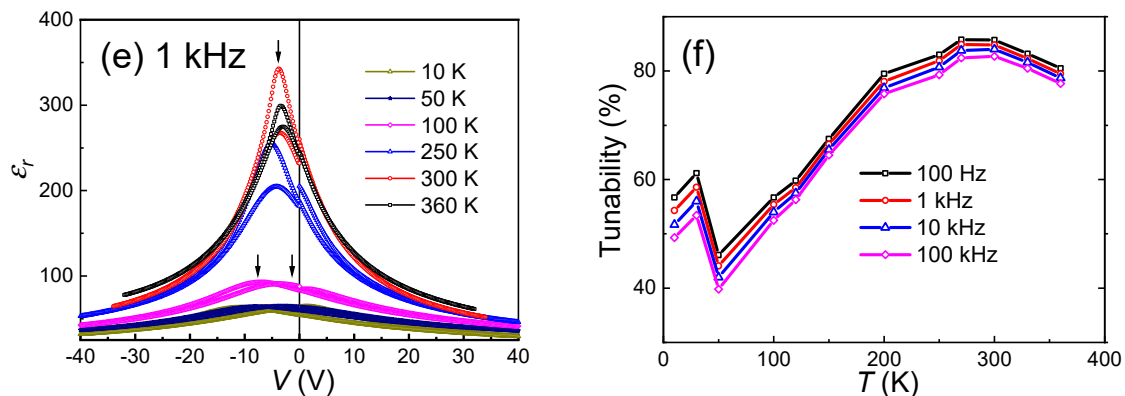 (e) 1 kHz
400
300
200
100
εr
10 K
50 K
100 K
250 K
300 K
360 K
-40 -30 -20 -10 0 10 20 30 40
V (V)
(f)
80
60
40
Tunability (%)
100 Hz
1 kHz
10 kHz
100 kHz
0 100 200 300 400
T (K)